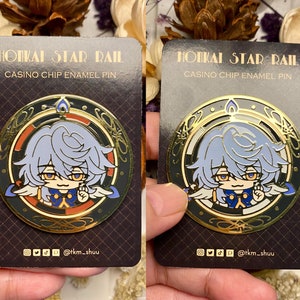 HONKAI STAR RAIL
CASINO CHIP ENAMEL PIN
@tkm_shuu
HONKAI STAR RAIL
CASINO CHIP ENAMEL PIN
@tkm_shuu